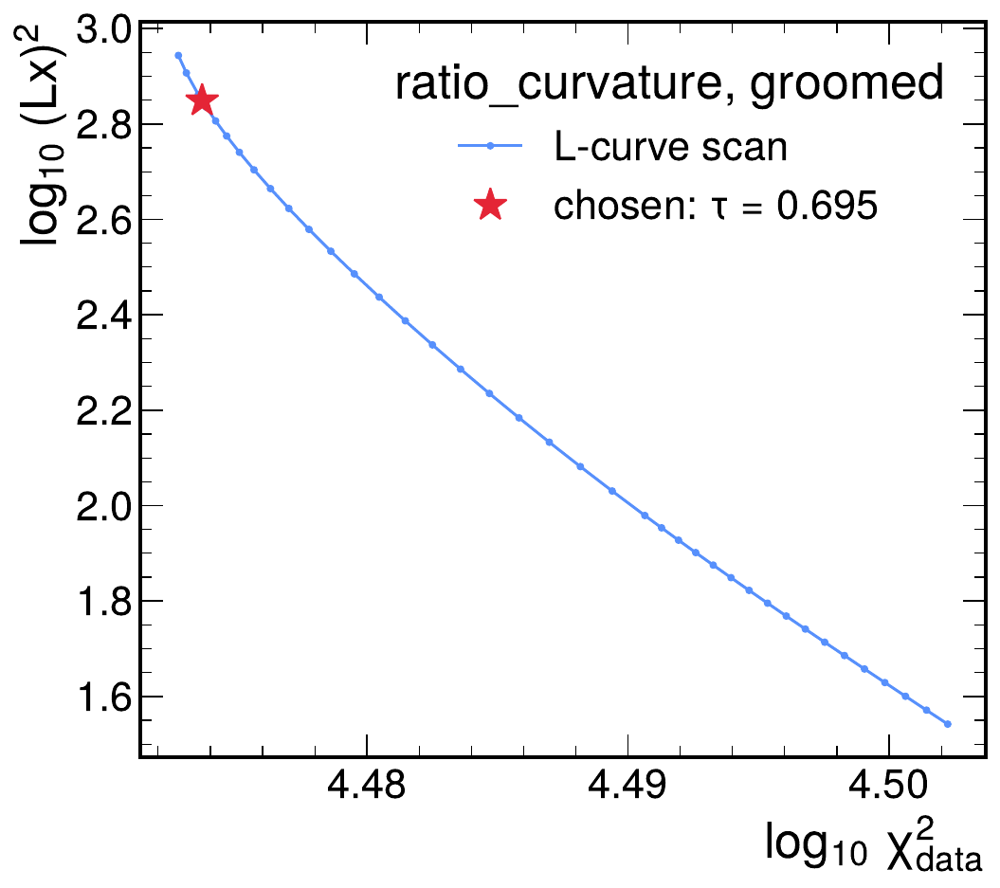 log₁₀ (Lx)²
3.0
2.8
2.6
2.4
2.2
2.0
1.8
1.6
ratio_curvature, groomed
L-curve scan
chosen: τ = 0.695
4.48 4.49 4.50
log₁₀ χ²data